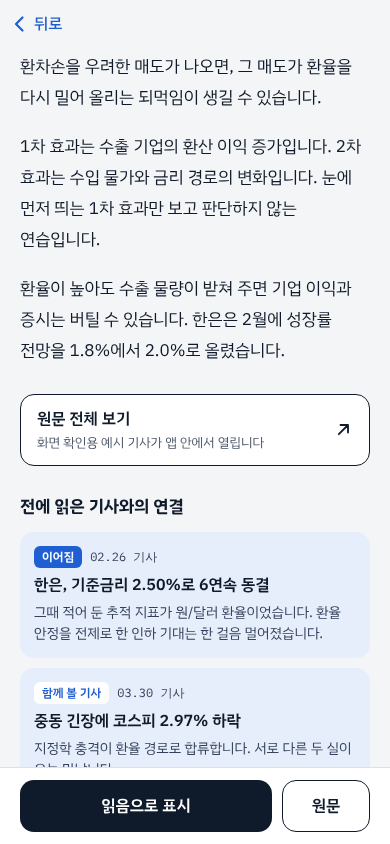 뒤로
환차손을 우려한 매도가 나오면, 그 매도가 환율을
다시 밀어 올리는 되먹임이 생길 수 있습니다.
1차 효과는 수출 기업의 환산 이익 증가입니다. 2차
효과는 수입 물가와 금리 경로의 변화입니다. 눈에
먼저 띄는 1차 효과만 보고 판단하지 않는
연습입니다.
환율이 높아도 수출 물량이 받쳐 주면 기업 이익과
증시는 버틸 수 있습니다. 한은은 2월에 성장률
전망을 1.8%에서 2.0%로 올렸습니다.
원문 전체 보기
화면 확인용 예시 기사가 앱 안에서 열립니다
전에 읽은 기사와의 연결
이어짐 02.26 기사
한은, 기준금리 2.50%로 6연속 동결
그때 적어 둔 추적 지표가 원/달러 환율이었습니다. 환율
안정을 전제로 한 인하 기대는 한 걸음 멀어졌습니다.
함께 볼 기사 03.30 기사
중동 긴장에 코스피 2.97% 하락
지정학 충격이 환율 경로로 합류합니다. 서로 다른 두 실이
읽음으로 표시
원문